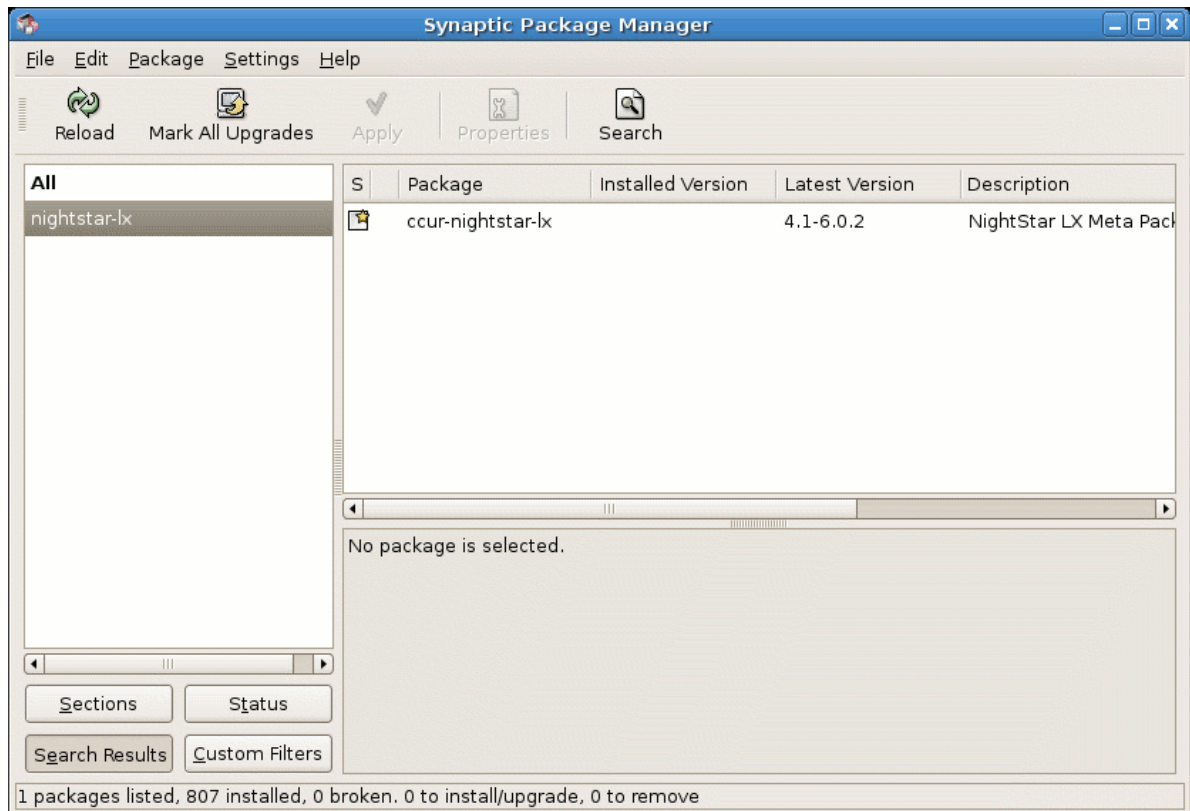 Synaptic Package Manager
File Edit Package Settings Help
Reload Mark All Upgrades Apply Properties Search
All
nightstar-lx
S Package Installed Version Latest Version Description
ccur-nightstar-lx 4.1-6.0.2 NightStar LX Meta Pack
No package is selected.
Sections Status
Search Results Custom Filters
1 packages listed, 807 installed, 0 broken. 0 to install/upgrade, 0 to remove